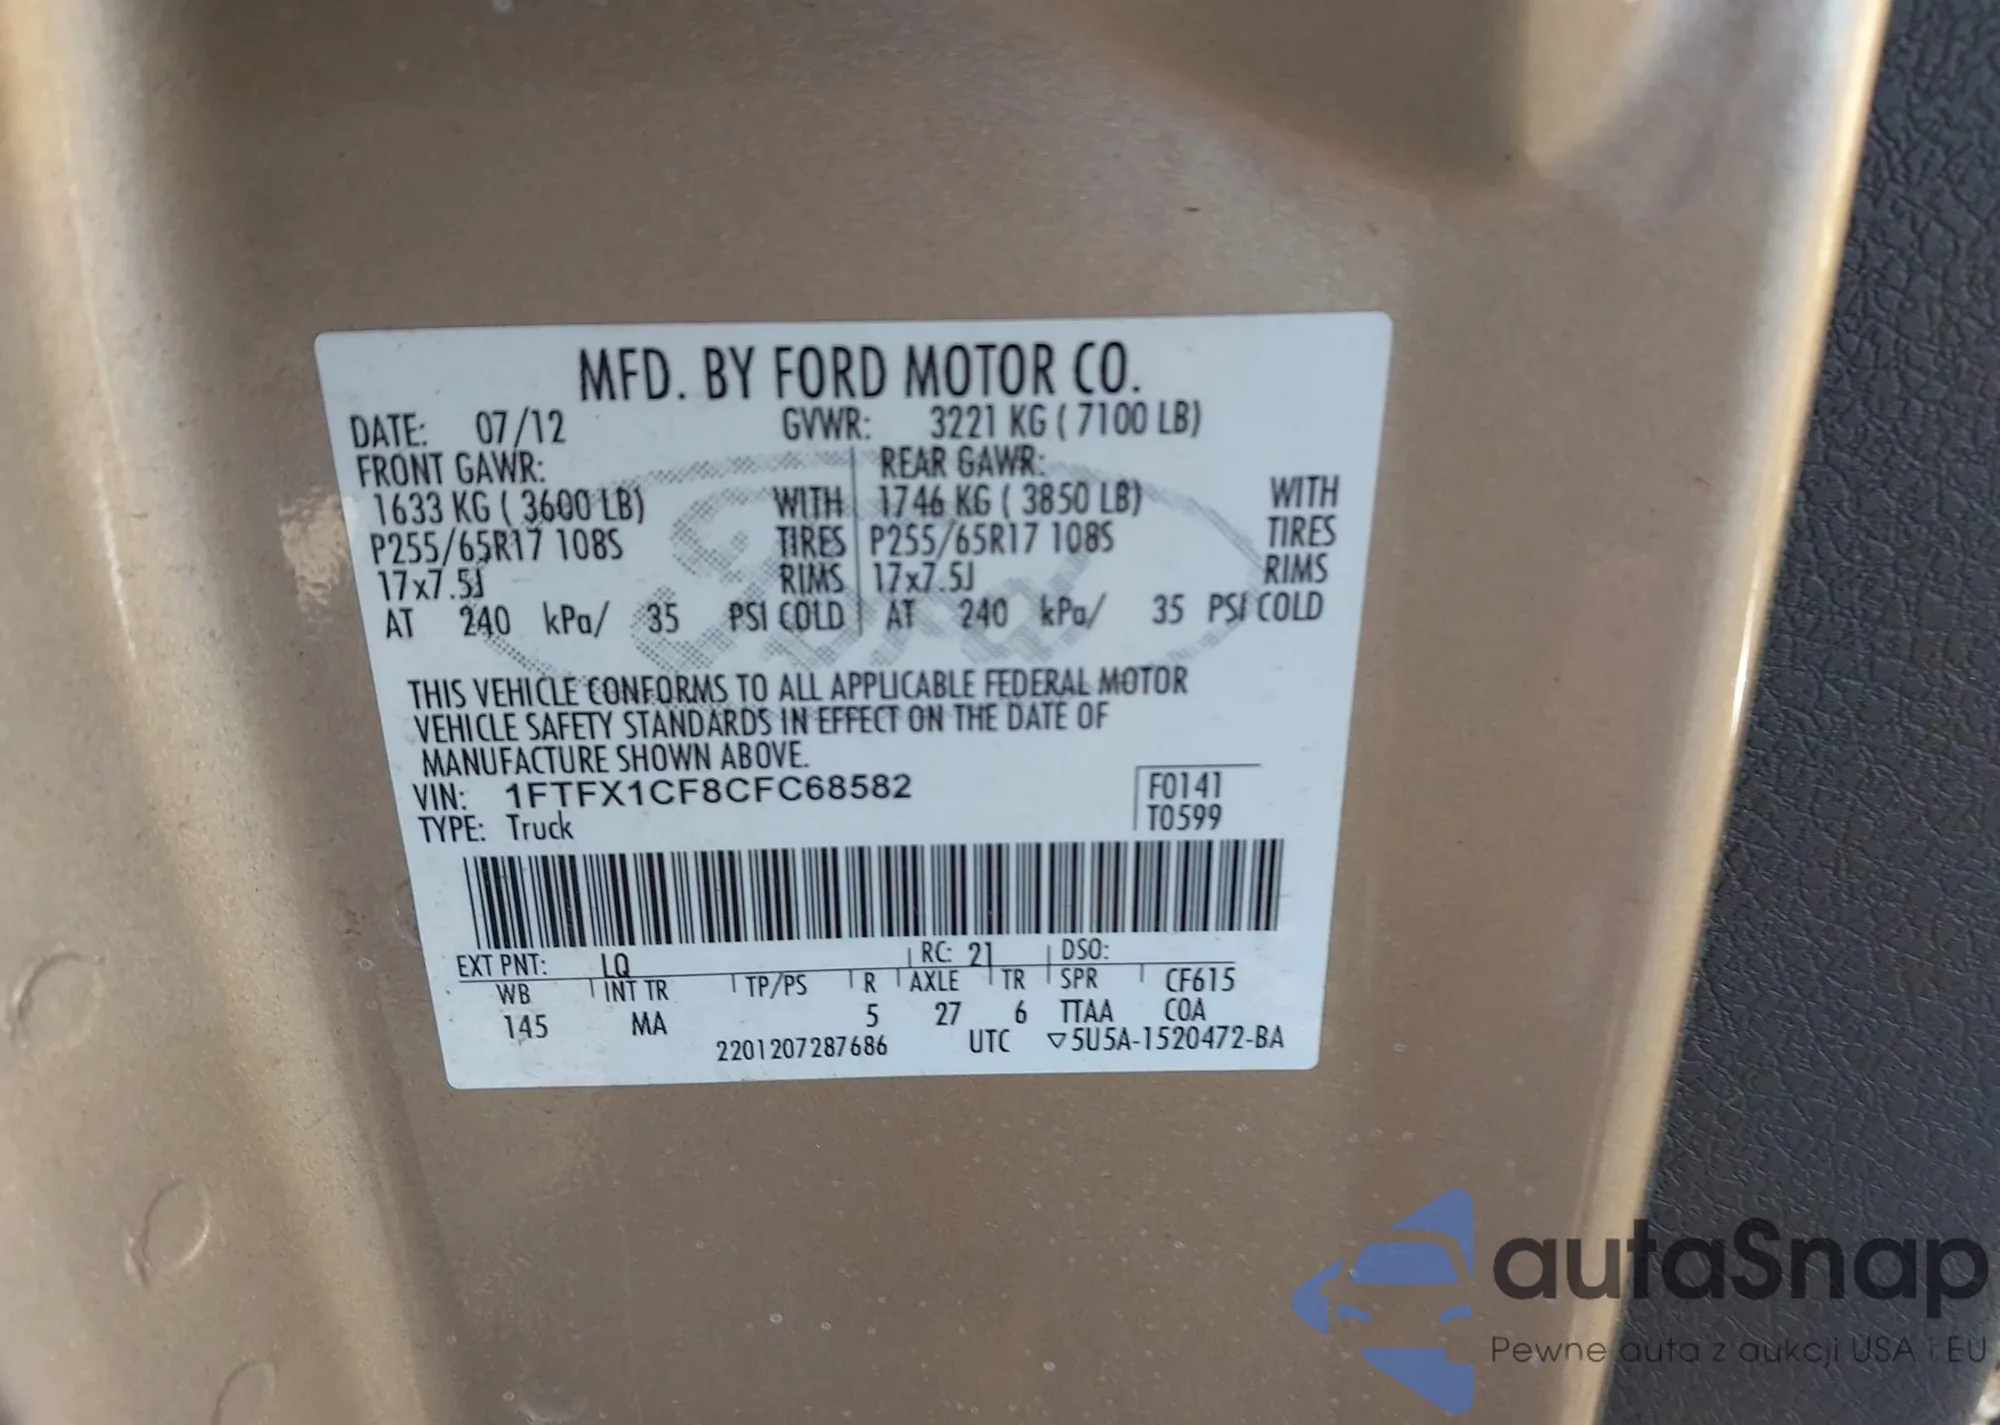 MFD. BY FORD MOTOR CO.
DATE: 07/12 GVWR: 3221 KG ( 7100 LB)
FRONT GAWR: REAR GAWR:
1633 KG ( 3600 LB) WITH 1746 KG ( 3850 LB) WITH
P255/65R17 108S TIRES P255/65R17 108S TIRES
17x7.5J RIMS 17x7.5J RIMS
AT 240 kPa/ 35 PSI COLD AT 240 kPa/ 35 PSI COLD
THIS VEHICLE CONFORMS TO ALL APPLICABLE FEDERAL MOTOR
VEHICLE SAFETY STANDARDS IN EFFECT ON THE DATE OF
MANUFACTURE SHOWN ABOVE.
VIN: 1FTFX1CF8CFC68582 F0141
TYPE: Truck T0599
EXT PNT: LQ RC: 21 DSO:
WB INT TR TP/PS R AXLE TR SPR CF615
145 MA 5 27 6 TTAA COA
2201207287686 UTC ▽5U5A-1520472-BA
autaSnap
Pewne auta z aukcji USA i EU